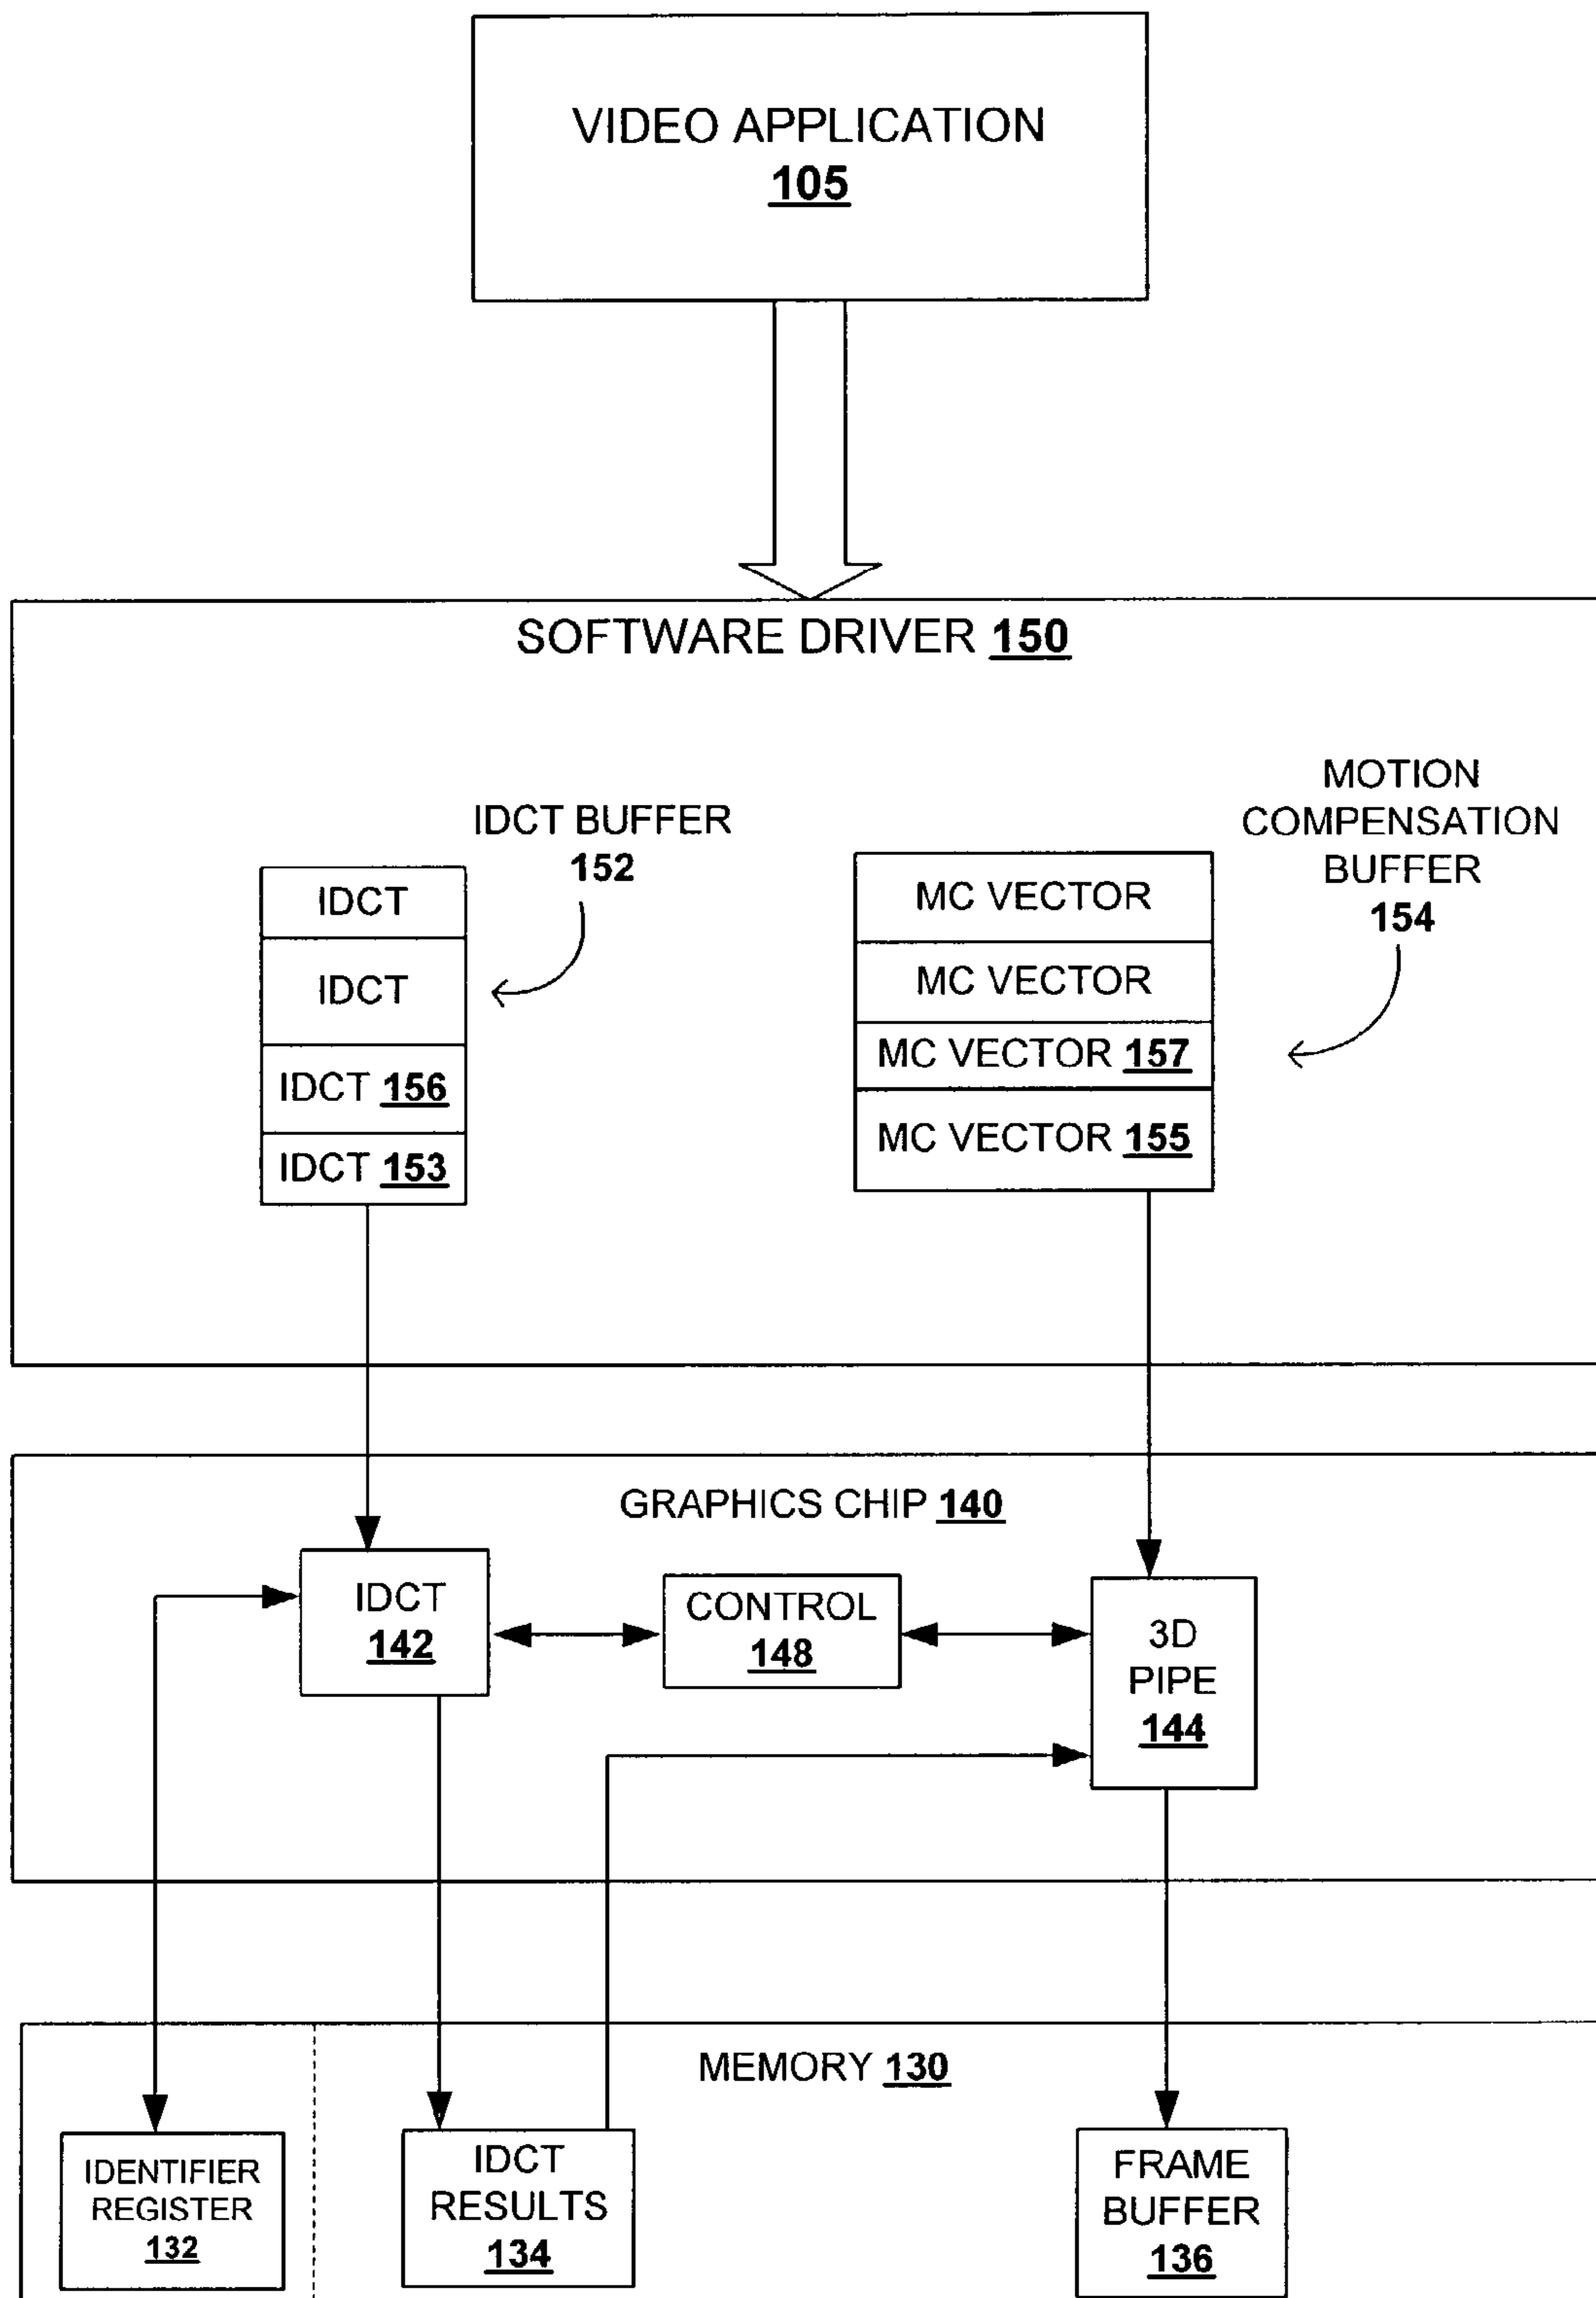 VIDEO APPLICATION
105
SOFTWARE DRIVER 150
IDCT BUFFER
152
IDCT
IDCT
IDCT 156
IDCT 153
MOTION
COMPENSATION
BUFFER
154
MC VECTOR
MC VECTOR
MC VECTOR 157
MC VECTOR 155
GRAPHICS CHIP 140
IDCT
142
CONTROL
148
3D
PIPE
144
MEMORY 130
IDENTIFIER
REGISTER
132
IDCT
RESULTS
134
FRAME
BUFFER
136